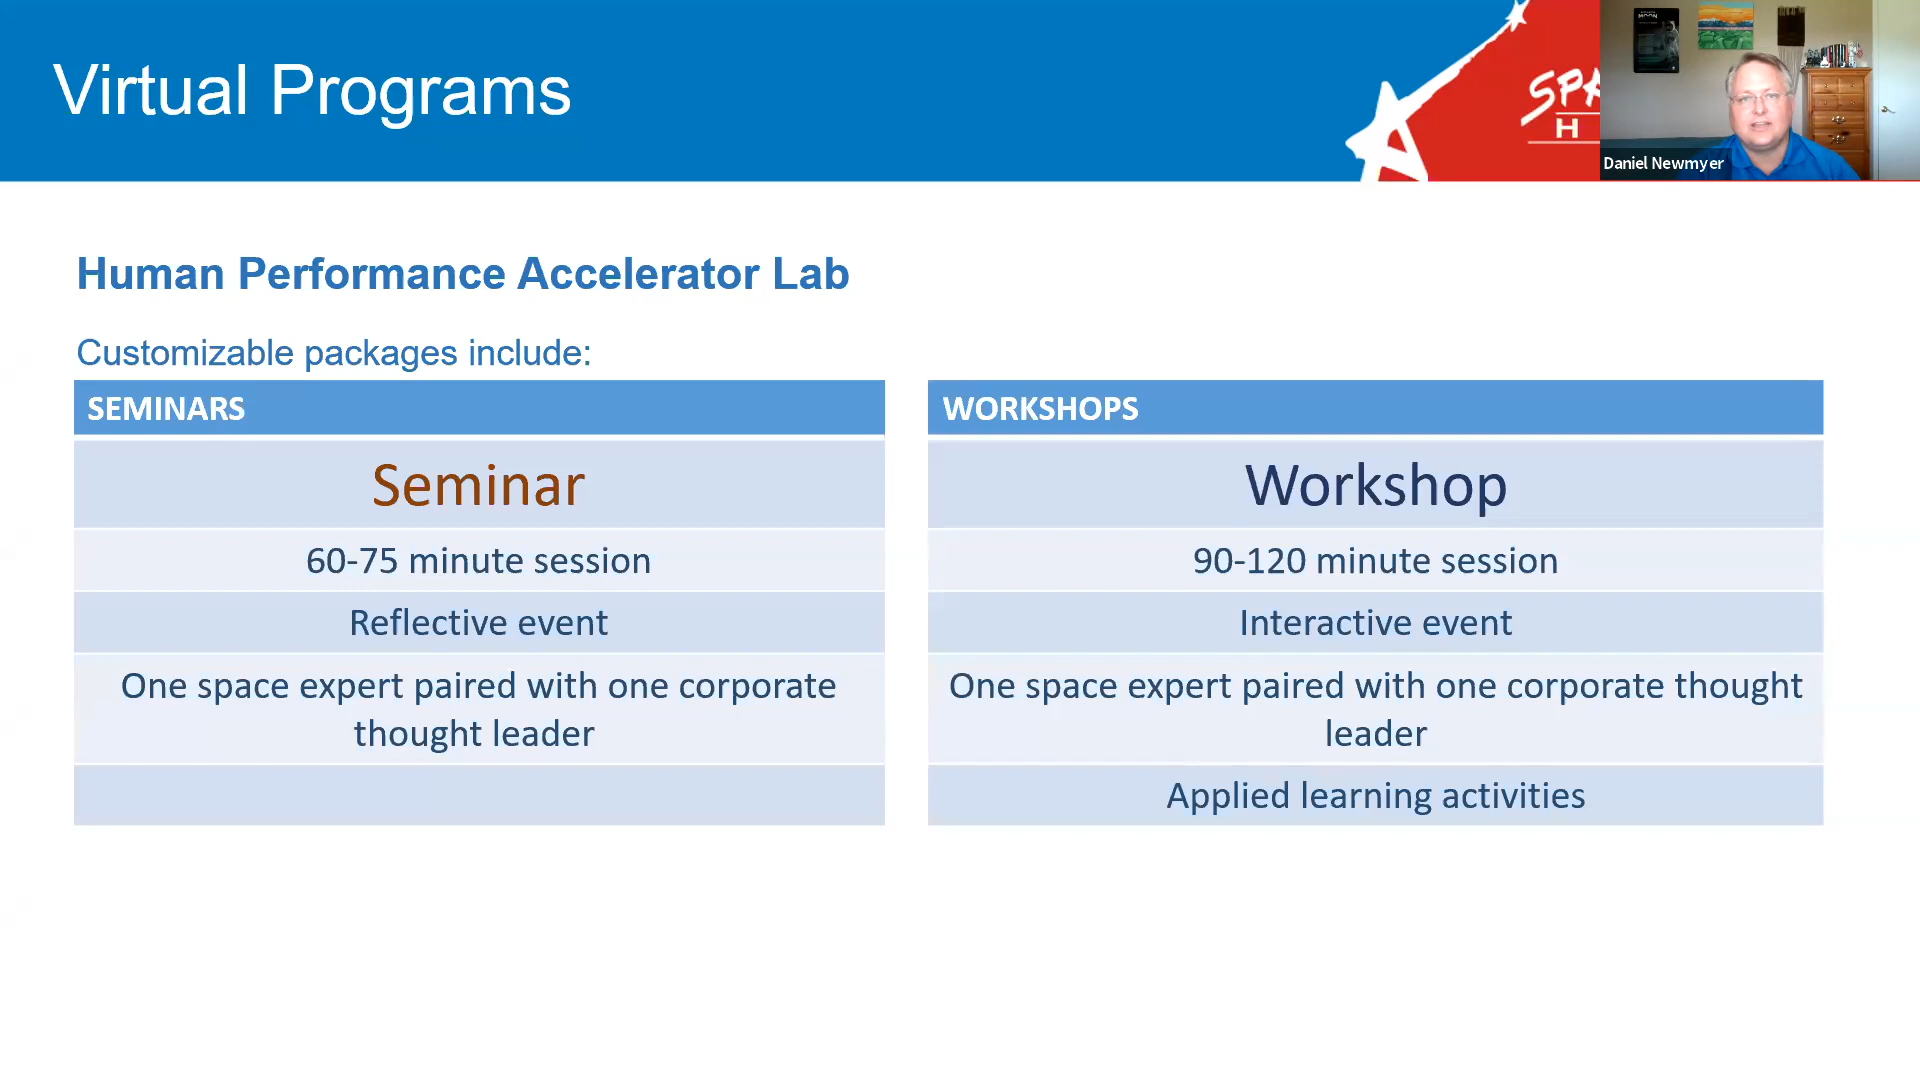 Virtual Programs
H
MOON
Daniel Newmyer
Human Performance Accelerator Lab
Customizable packages include:
SEMINARS
Seminar
60-75 minute session
Reflective event
One space expert paired with one corporate
thought leader
WORKSHOPS
Workshop
90-120 minute session
Interactive event
One space expert paired with one corporate thought
leader
Applied learning activities